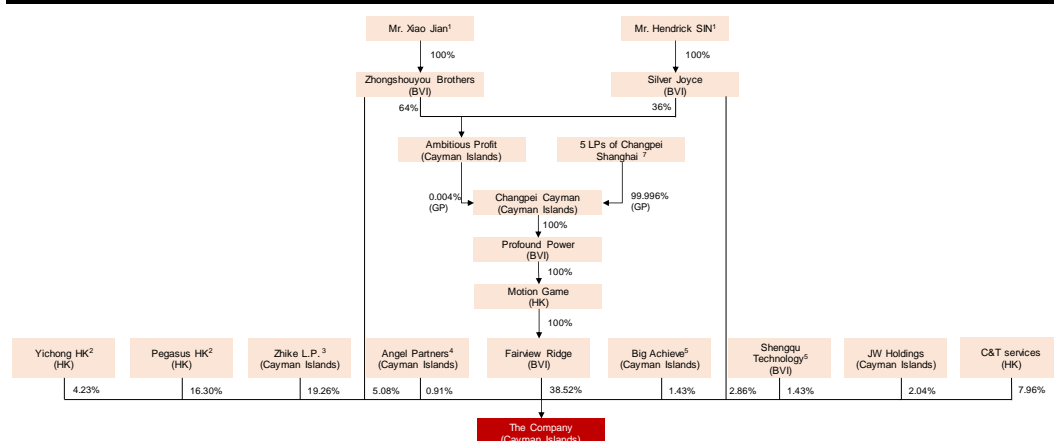 Mr. Xiao Jian1
Mr. Hendrick SIN1
100%
100%
Zhongshouyou Brothers
(BVI)
Silver Joyce
(BVI)
64%
36%
Ambitious Profit
(Cayman Islands)
5 LPs of Changpei
Shanghai 7
0.004%
(GP)
Changpei Cayman
(Cayman Islands)
99.996%
(GP)
100%
Profound Power
(BVI)
100%
Motion Game
(HK)
100%
Yichong HK2
(HK)
Pegasus HK2
(HK)
Zhike L.P. 3
(Cayman Islands)
Angel Partners4
(Cayman Islands)
Fairview Ridge
(BVI)
Big Achieve5
(Cayman Islands)
Shengqu
Technology5
(BVI)
JW Holdings
(Cayman Islands)
C&T services
(HK)
4.23%
16.30%
19.26%
5.08%
0.91%
38.52%
1.43%
2.86%
1.43%
2.04%
7.96%
The Company
(Cayman Islands)